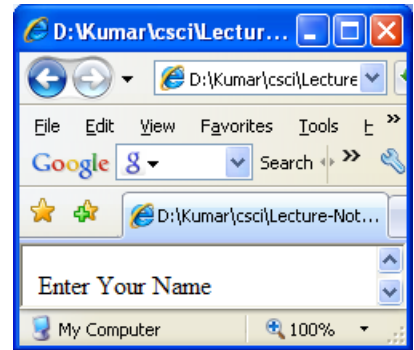 D:\Kumar\csci\Lectur...
D:\Kumar\csci\Lecture
File Edit View Favorites Tools »
Google g Search »
D:\Kumar\csci\Lecture-Not...
Enter Your Name
My Computer 100%